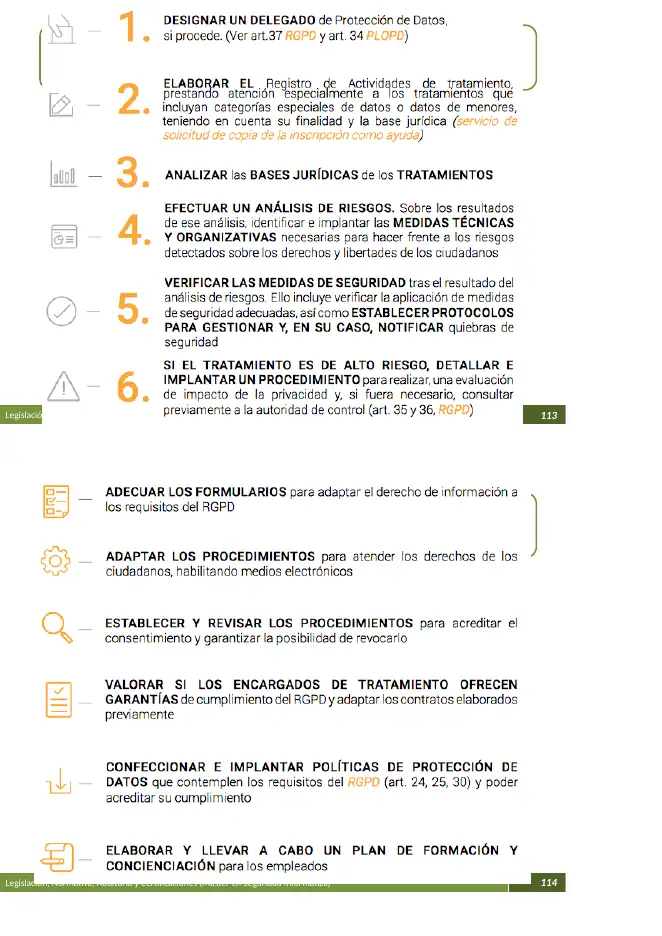 1. DESIGNAR UN DELEGADO de Protección de Datos,
si procede. (Ver art.37 RGPD y art. 34 PLOPD)
2. ELABORAR EL Registro de Actividades de tratamiento,
prestando atención especialmente a los tratamientos que
incluyan categorías especiales de datos o datos de menores,
teniendo en cuenta su finalidad y la base jurídica (servicio de
solicitud de copia de la inscripción como ayuda)
3. ANALIZAR las BASES JURÍDICAS de los TRATAMIENTOS
4. EFECTUAR UN ANÁLISIS DE RIESGOS. Sobre los resultados
de ese análisis, identificar e implantar las MEDIDAS TÉCNICAS
Y ORGANIZATIVAS necesarias para hacer frente a los riesgos
detectados sobre los derechos y libertades de los ciudadanos
5. VERIFICAR LAS MEDIDAS DE SEGURIDAD tras el resultado del
análisis de riesgos. Ello incluye verificar la aplicación de medidas
de seguridad adecuadas, así como ESTABLECER PROTOCOLOS
PARA GESTIONAR Y, EN SU CASO, NOTIFICAR quiebras de
seguridad
6. SI EL TRATAMIENTO ES DE ALTO RIESGO, DETALLAR E
IMPLANTAR UN PROCEDIMIENTO para realizar, una evaluación
de impacto de la privacidad y, si fuera necesario, consultar
previamente a la autoridad de control (art. 35 y 36, RGPD)
Legislació
113
ADECUAR LOS FORMULARIOS para adaptar el derecho de información a
los requisitos del RGPD
ADAPTAR LOS PROCEDIMIENTOS para atender los derechos de los
ciudadanos, habilitando medios electrónicos
ESTABLECER Y REVISAR LOS PROCEDIMIENTOS para acreditar el
consentimiento y garantizar la posibilidad de revocarlo
VALORAR SI LOS ENCARGADOS DE TRATAMIENTO OFRECEN
GARANTÍAS de cumplimiento del RGPD y adaptar los contratos elaborados
previamente
CONFECCIONAR E IMPLANTAR POLÍTICAS DE PROTECCIÓN DE
DATOS que contemplen los requisitos del RGPD (art. 24, 25, 30) y poder
acreditar su cumplimiento
ELABORAR Y LLEVAR A CABO UN PLAN DE FORMACIÓN Y
CONCIENCIACIÓN para los empleados
Legislación, Normativa, Auditoría y Certificaciones (Máster en Seguridad Informática)
114